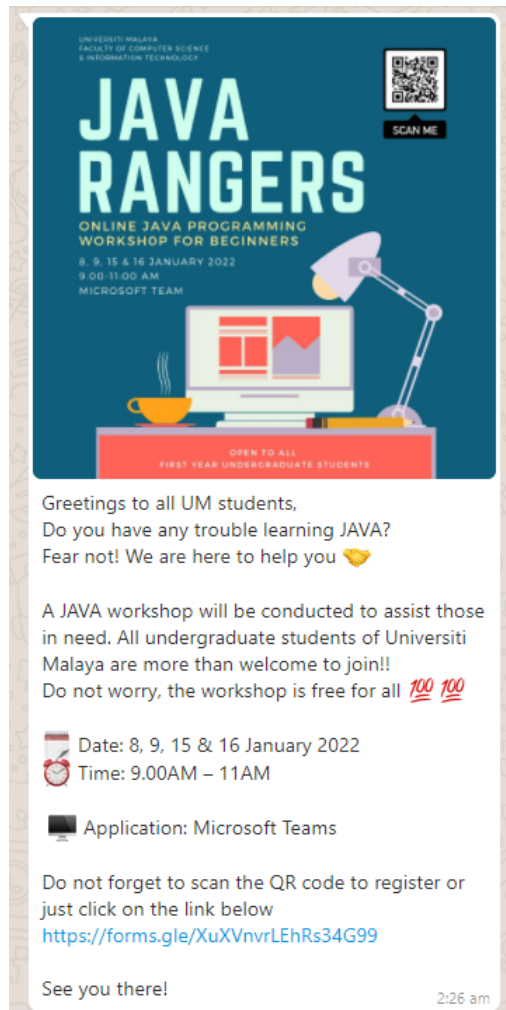 UNIVERSITI MALAYA
FACULTY OF COMPUTER SCIENCE
& INFORMATION TECHNOLOGY
SCAN ME
JAVA
RANGERS
ONLINE JAVA PROGRAMMING
WORKSHOP FOR BEGINNERS
8, 9, 15 & 16 JANUARY 2022
9.00-11.00 AM
MICROSOFT TEAM
OPEN TO ALL
FIRST YEAR UNDERGRADUATE STUDENTS
Greetings to all UM students,
Do you have any trouble learning JAVA?
Fear not! We are here to help you 🤝
A JAVA workshop will be conducted to assist those
in need. All undergraduate students of Universiti
Malaya are more than welcome to join!!
Do not worry, the workshop is free for all 💯 💯
🗓️ Date: 8, 9, 15 & 16 January 2022
⏰ Time: 9.00AM – 11AM
🖥️ Application: Microsoft Teams
Do not forget to scan the QR code to register or
just click on the link below
https://forms.gle/XuXVnvrLEhRs34G99
See you there!
2:26 am